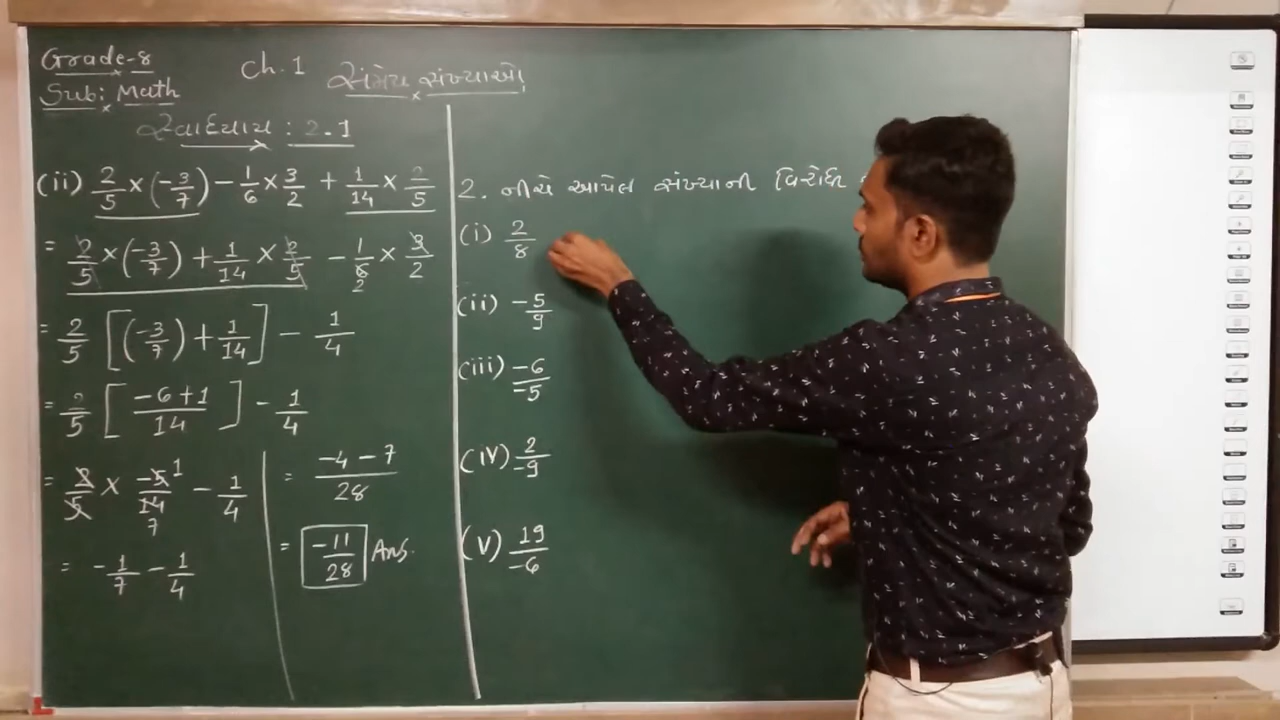 Grade-8
Sub: Math
Ch. 1 સંમેય સંખ્યાઓ
સ્વાધ્યાય : 2.1
(ii) 2/5 × (-3/7) - 1/6 × 3/2 + 1/14 × 2/5
= 2/5 × (-3/7) + 1/14 × 2/5 - 1/6 × 3/2
2
= 2/5 [(-3/7) + 1/14] - 1/4
= 2/5 [(-6+1)/14] - 1/4
= 2/5 × -5/14 - 1/4
1
7
= -1/7 - 1/4
= (-4-7)/28
= -11/28 Ans.
2. નીચે આપેલ સંખ્યાની વિરોધી
(i) 2/8
(ii) -5/9
(iii) -6/-5
(iv) 2/-9
(v) 19/-6